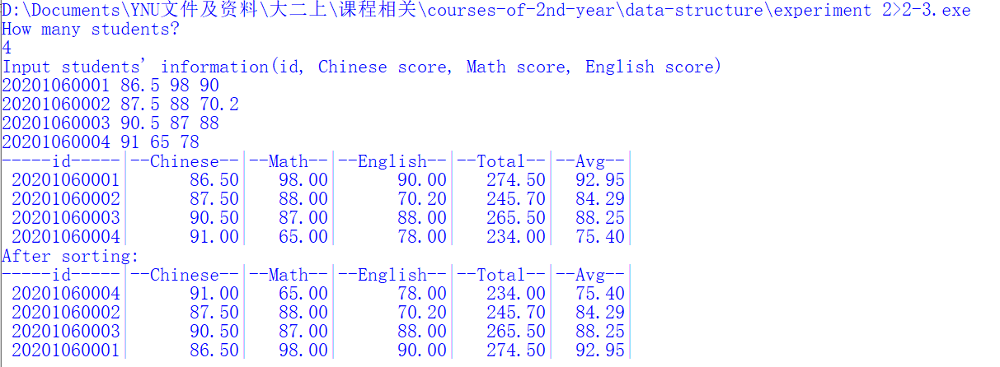 D:\Documents\YNU文件及资料\大二上\课程相关\courses-of-2nd-year\data-structure\experiment 2>2-3.exe
How many students?
4
Input students' information(id, Chinese score, Math score, English score)
20201060001 86.5 98 90
20201060002 87.5 88 70.2
20201060003 90.5 87 88
20201060004 91 65 78
-----id-----|--Chinese--|--Math--|--English--|--Total--|--Avg--|
 20201060001|      86.50|   98.00|      90.00|   274.50|  92.95|
 20201060002|      87.50|   88.00|      70.20|   245.70|  84.29|
 20201060003|      90.50|   87.00|      88.00|   265.50|  88.25|
 20201060004|      91.00|   65.00|      78.00|   234.00|  75.40|
After sorting:
-----id-----|--Chinese--|--Math--|--English--|--Total--|--Avg--|
 20201060004|      91.00|   65.00|      78.00|   234.00|  75.40|
 20201060002|      87.50|   88.00|      70.20|   245.70|  84.29|
 20201060003|      90.50|   87.00|      88.00|   265.50|  88.25|
 20201060001|      86.50|   98.00|      90.00|   274.50|  92.95|